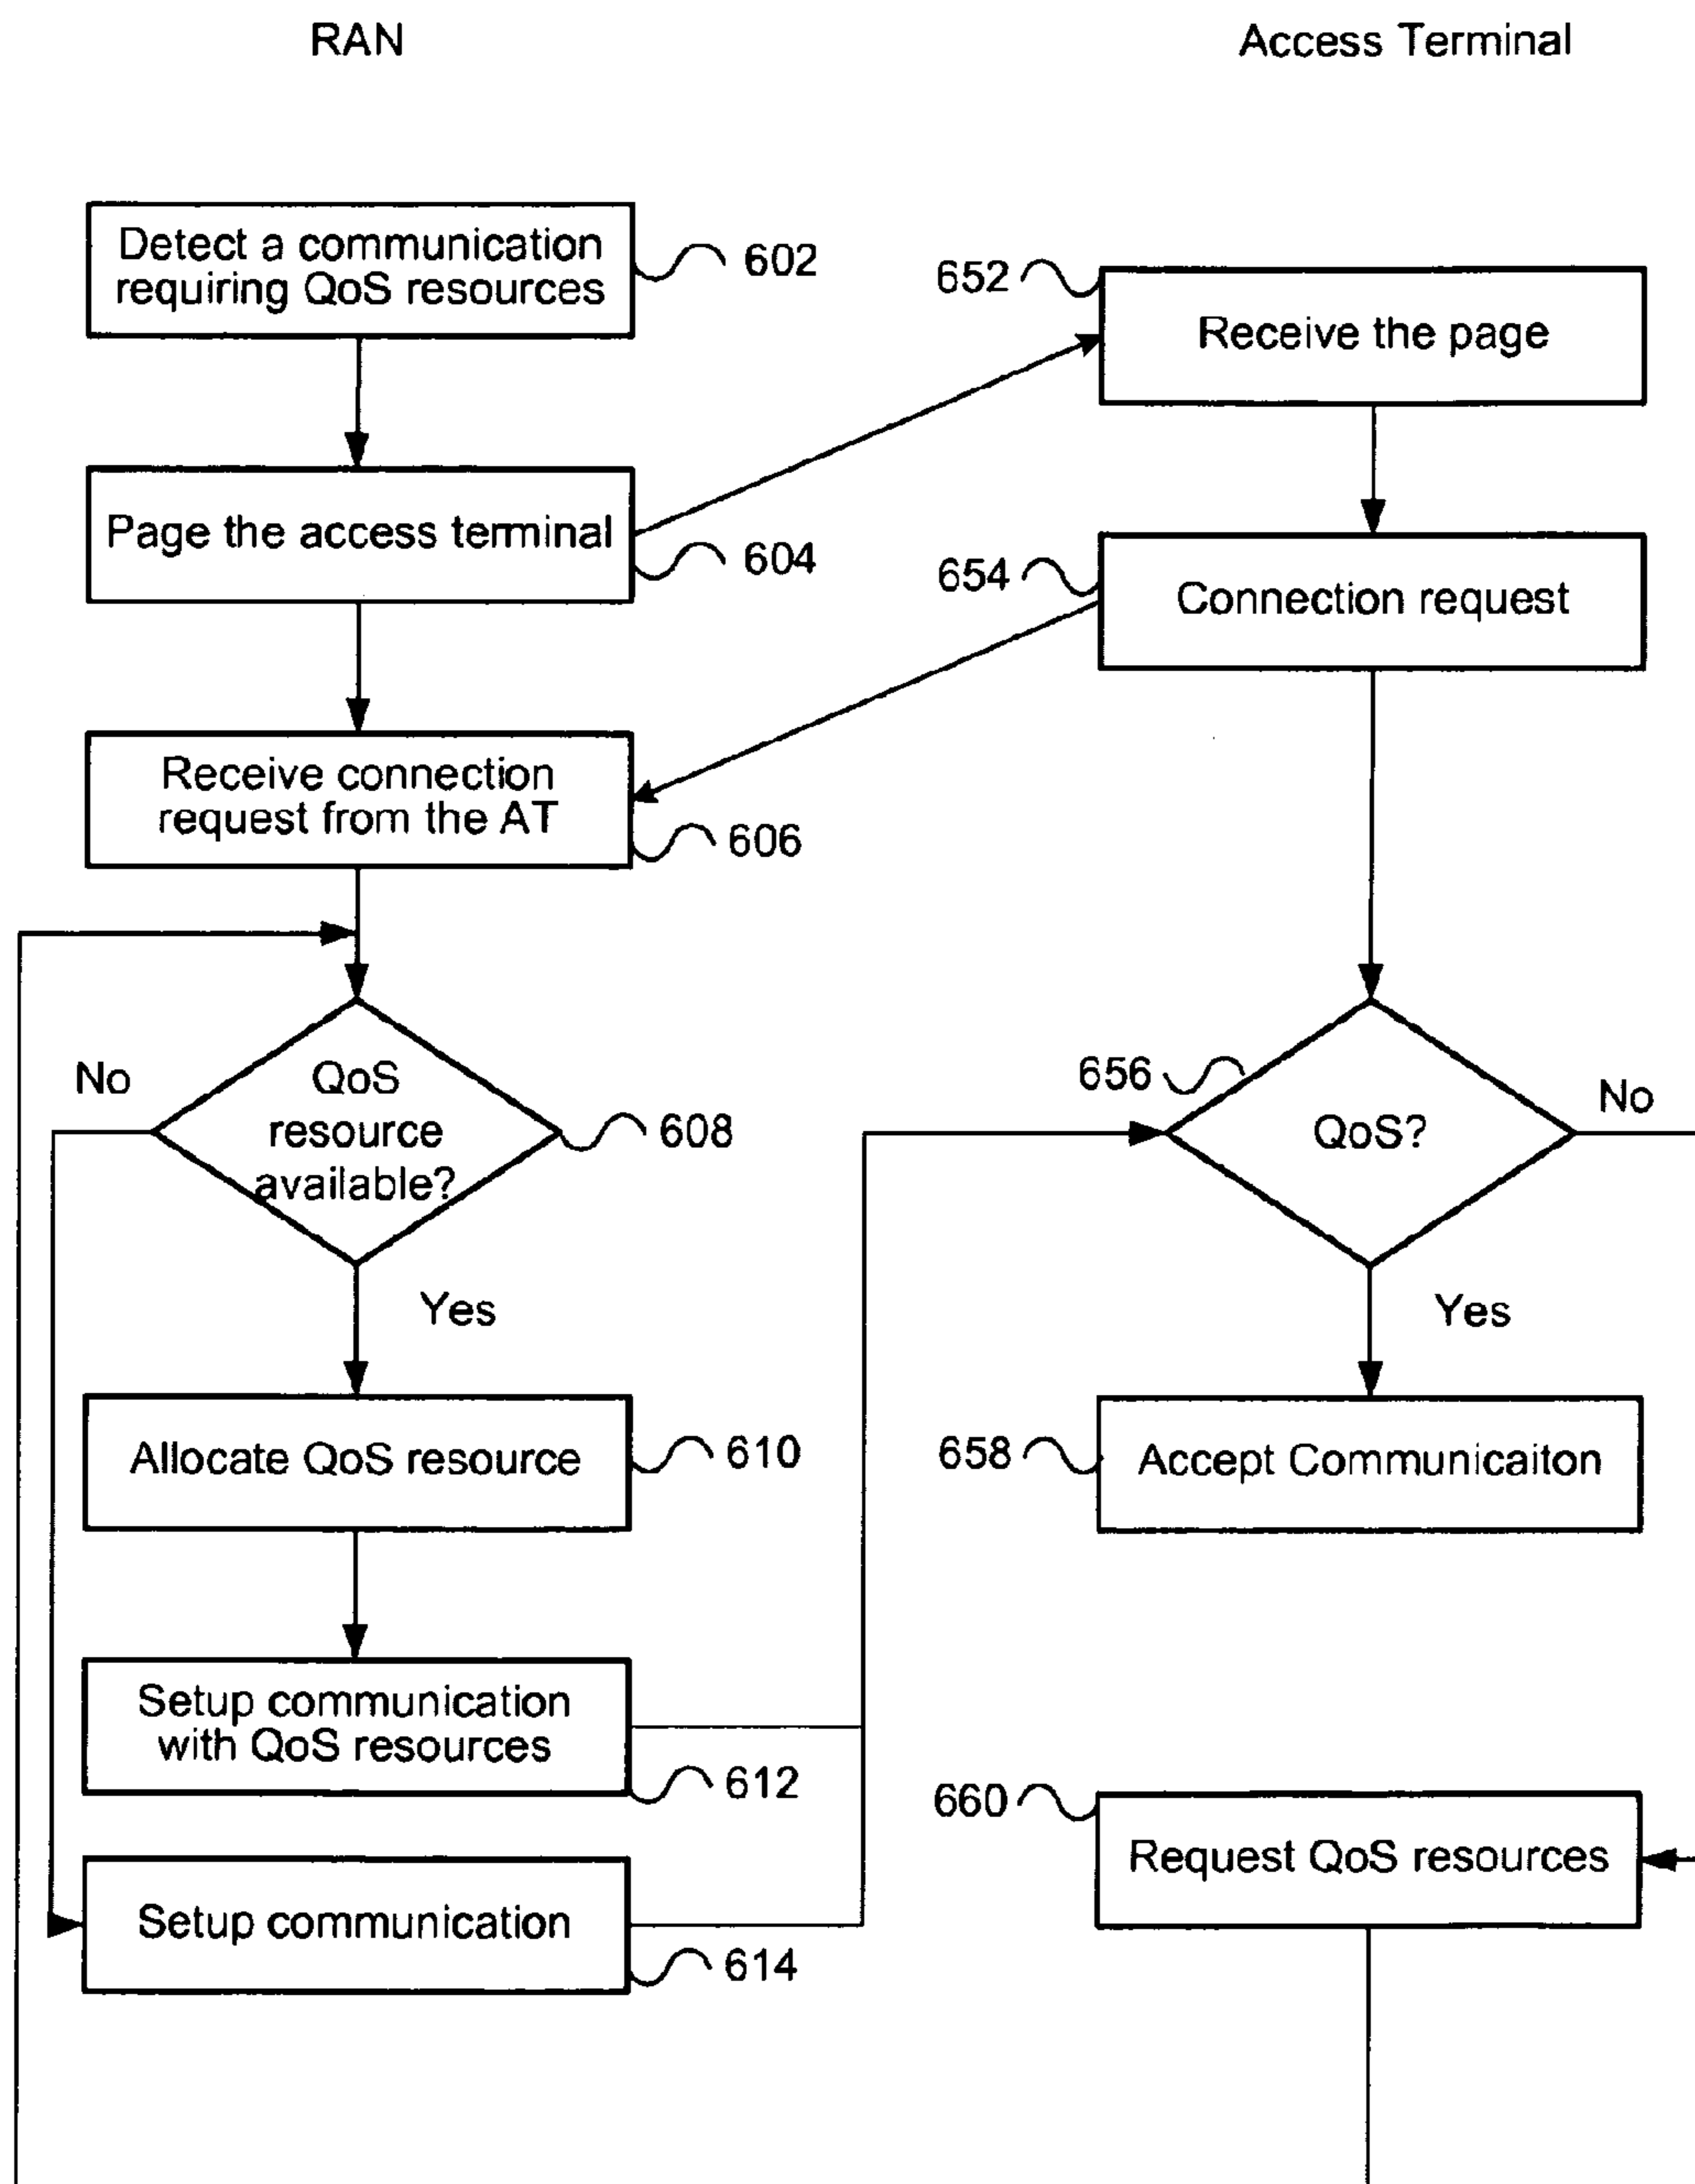 RAN
Access Terminal
Detect a communication
requiring QoS resources
602
652
Receive the page
Page the access terminal
604
654
Connection request
Receive connection
request from the AT
606
No
QoS
resource
available?
608
656
QoS?
No
Yes
Yes
Allocate QoS resource
610
658
Accept Communicaiton
Setup communication
with QoS resources
612
660
Request QoS resources
Setup communication
614